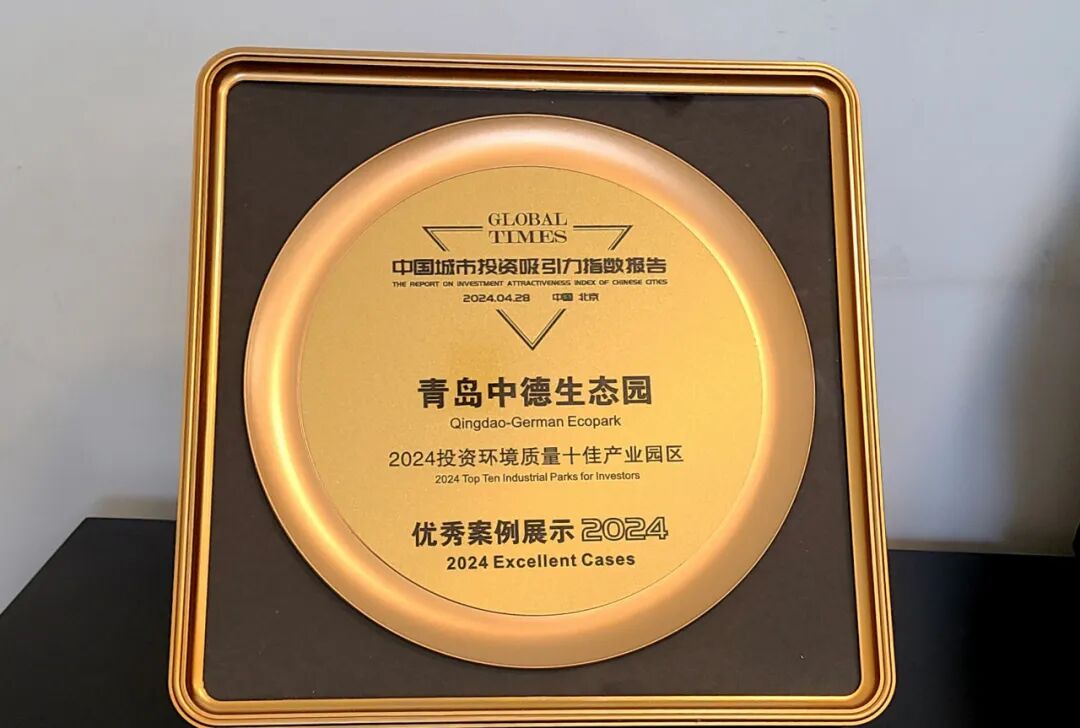 GLOBAL
TIMES
中国城市投资吸引力指数报告
THE REPORT ON INVESTMENT ATTRACTIVENESS INDEX OF CHINESE CITIES
2024.04.28 中国 北京
青岛中德生态园
Qingdao-German Ecopark
2024投资环境质量十佳产业园区
2024 Top Ten Industrial Parks for Investors
优秀案例展示 2024
2024 Excellent Cases